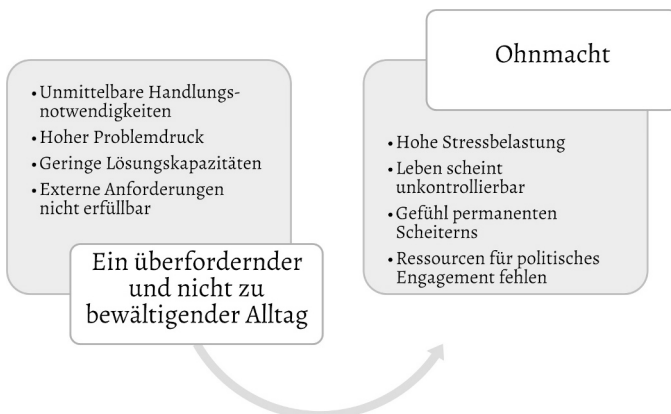 • Unmittelbare Handlungs-
notwendigkeiten
• Hoher Problemdruck
• Geringe Lösungskapazitäten
• Externe Anforderungen
nicht erfüllbar
Ein überfordernder
und nicht zu
bewältigender Alltag
Ohnmacht
• Hohe Stressbelastung
• Leben scheint
unkontrollierbar
• Gefühl permanenten
Scheiterns
• Ressourcen für politisches
Engagement fehlen